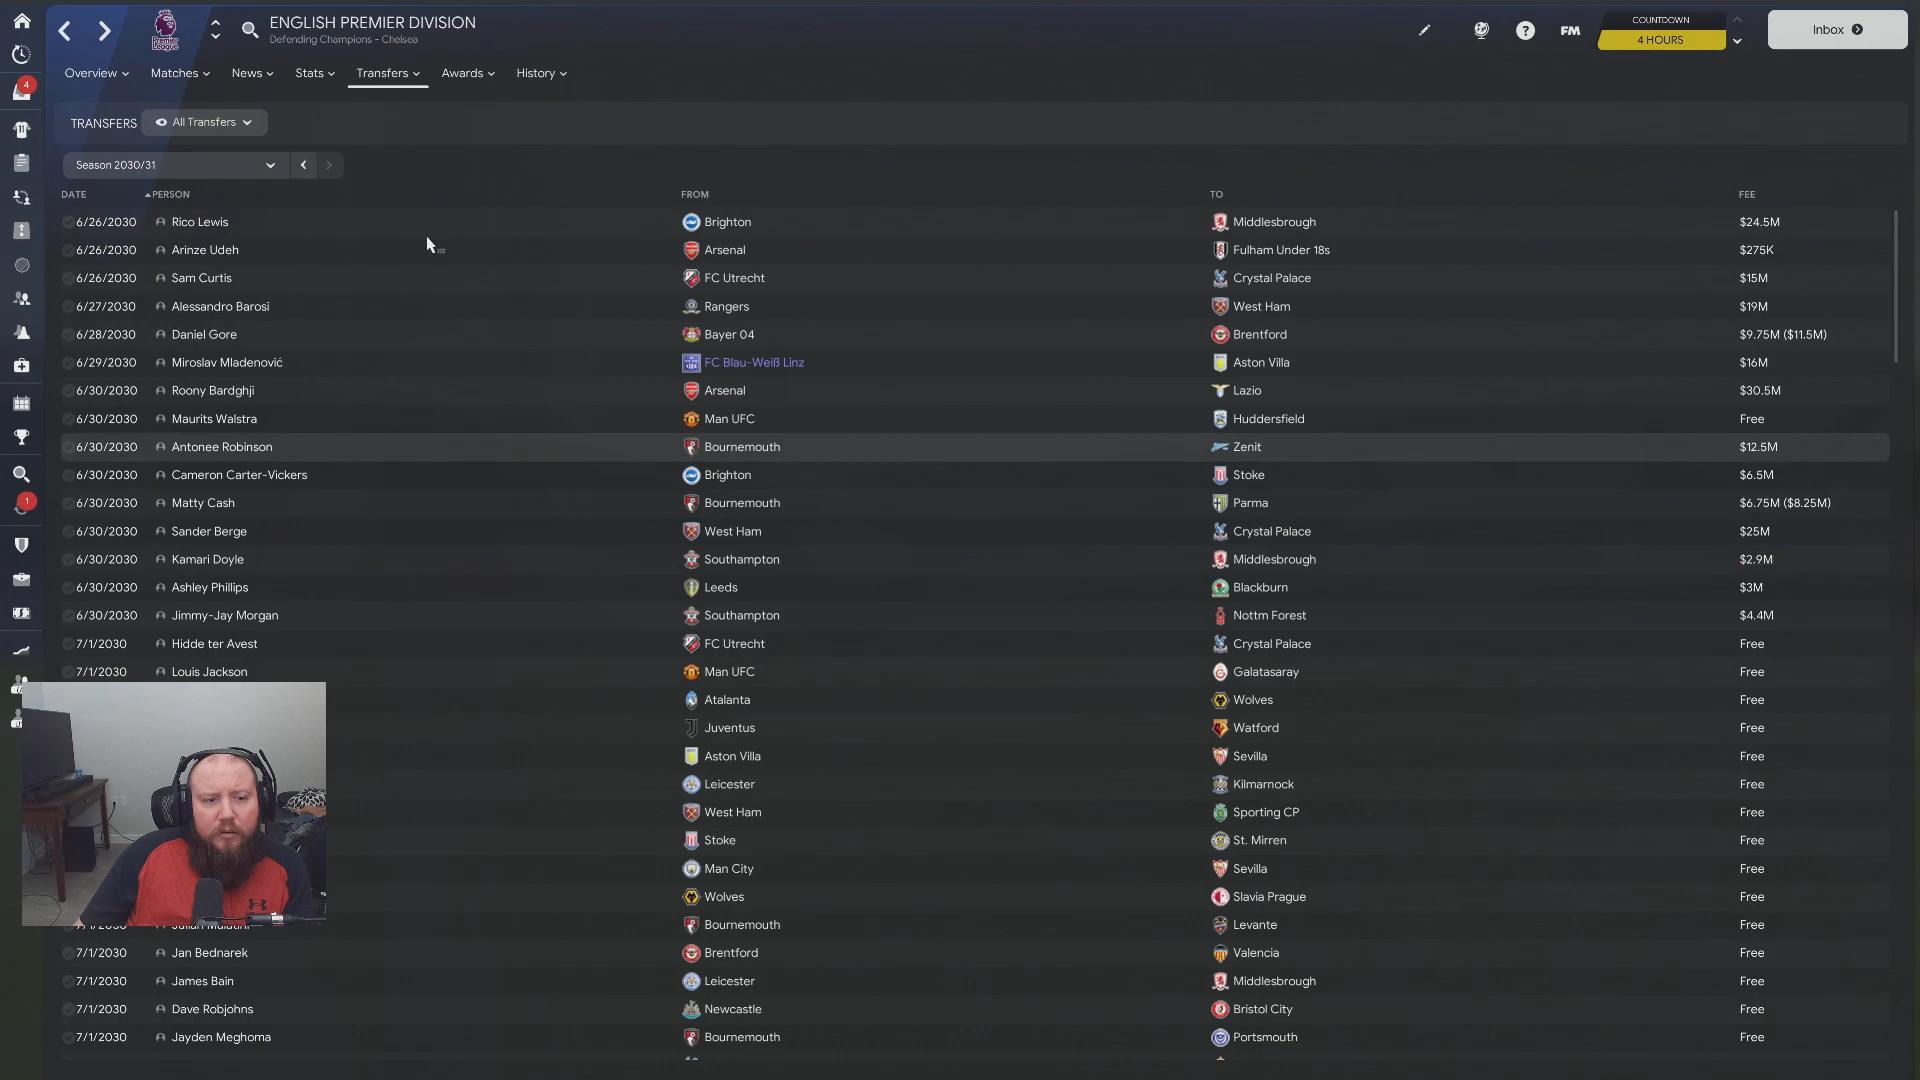 ENGLISH PREMIER DIVISION
Defending Champions - Chelsea
COUNTDOWN
4 HOURS
FM
Inbox
Overview Matches News Stats Transfers Awards History
4
TRANSFERS All Transfers
Season 2030/31
DATE PERSON FROM TO FEE
6/26/2030 Rico Lewis Brighton Middlesbrough $24.5M
6/26/2030 Arinze Udeh Arsenal Fulham Under 18s $275K
6/26/2030 Sam Curtis FC Utrecht Crystal Palace $15M
6/27/2030 Alessandro Barosi Rangers West Ham $19M
6/28/2030 Daniel Gore Bayer 04 Brentford $9.75M ($11.5M)
6/29/2030 Miroslav Mladenović FC Blau-Weiß Linz Aston Villa $16M
6/30/2030 Roony Bardghji Arsenal Lazio $30.5M
6/30/2030 Maurits Walstra Man UFC Huddersfield Free
6/30/2030 Antonee Robinson Bournemouth Zenit $12.5M
6/30/2030 Cameron Carter-Vickers Brighton Stoke $6.5M
1
6/30/2030 Matty Cash Bournemouth Parma $6.75M ($8.25M)
6/30/2030 Sander Berge West Ham Crystal Palace $25M
6/30/2030 Kamari Doyle Southampton Middlesbrough $2.9M
6/30/2030 Ashley Phillips Leeds Blackburn $3M
6/30/2030 Jimmy-Jay Morgan Southampton Nottm Forest $4.4M
7/1/2030 Hidde ter Avest FC Utrecht Crystal Palace Free
7/1/2030 Louis Jackson Man UFC Galatasaray Free
Atalanta Wolves Free
Juventus Watford Free
Aston Villa Sevilla Free
Leicester Kilmarnock Free
West Ham Sporting CP Free
Stoke St. Mirren Free
Man City Sevilla Free
Wolves Slavia Prague Free
Bournemouth Levante Free
7/1/2030 Jan Bednarek Brentford Valencia Free
7/1/2030 James Bain Leicester Middlesbrough Free
7/1/2030 Dave Robjohns Newcastle Bristol City Free
7/1/2030 Jayden Meghoma Bournemouth Portsmouth Free